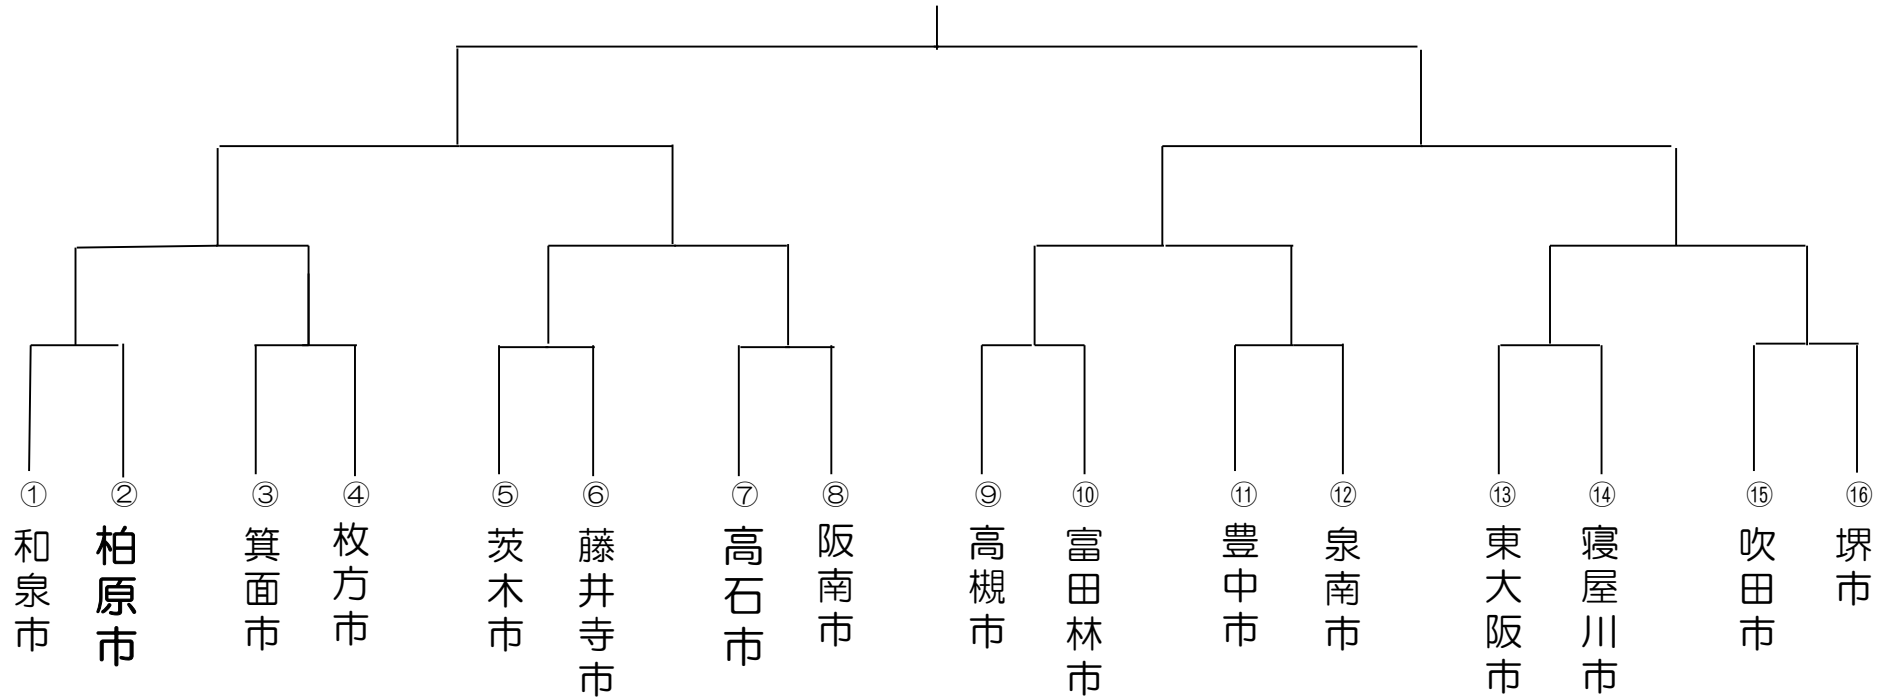 ① 和泉市
② 柏原市
③ 箕面市
④ 枚方市
⑤ 茨木市
⑥ 藤井寺市
⑦ 高石市
⑧ 阪南市
⑨ 高槻市
⑩ 富田林市
⑪ 豊中市
⑫ 泉南市
⑬ 東大阪市
⑭ 寝屋川市
⑮ 吹田市
⑯ 堺市